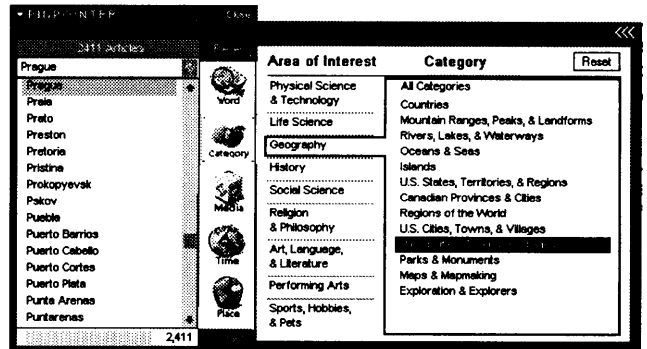 PINPOINTER
Close
2411 Articles
Prague
Prague
Praia
Prato
Preston
Pretoria
Pristina
Prokopyevsk
Pskov
Puebla
Puerto Barrios
Puerto Cabello
Puerto Cortes
Puerto Plata
Punta Arenas
Puntarenas
2,411
Word
Category
Media
Time
Place
Area of Interest
Physical Science
& Technology
Life Science
Geography
History
Social Science
Religion
& Philosophy
Art, Language,
& Literature
Performing Arts
Sports, Hobbies,
& Pets
Category
Reset
All Categories
Countries
Mountain Ranges, Peaks, & Landforms
Rivers, Lakes, & Waterways
Oceans & Seas
Islands
U.S. States, Territories, & Regions
Canadian Provinces & Cities
Regions of the World
U.S. Cities, Towns, & Villages
Parks & Monuments
Maps & Mapmaking
Exploration & Explorers